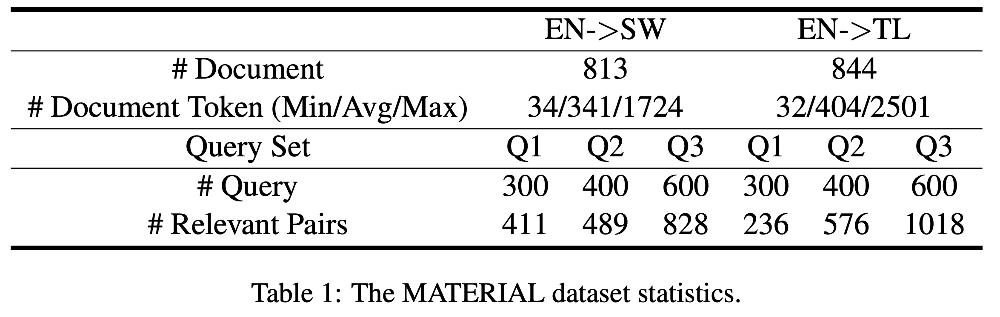 EN->SW EN->TL
# Document 813 844
# Document Token (Min/Avg/Max) 34/341/1724 32/404/2501
Query Set Q1 Q2 Q3 Q1 Q2 Q3
# Query 300 400 600 300 400 600
# Relevant Pairs 411 489 828 236 576 1018
Table 1: The MATERIAL dataset statistics.